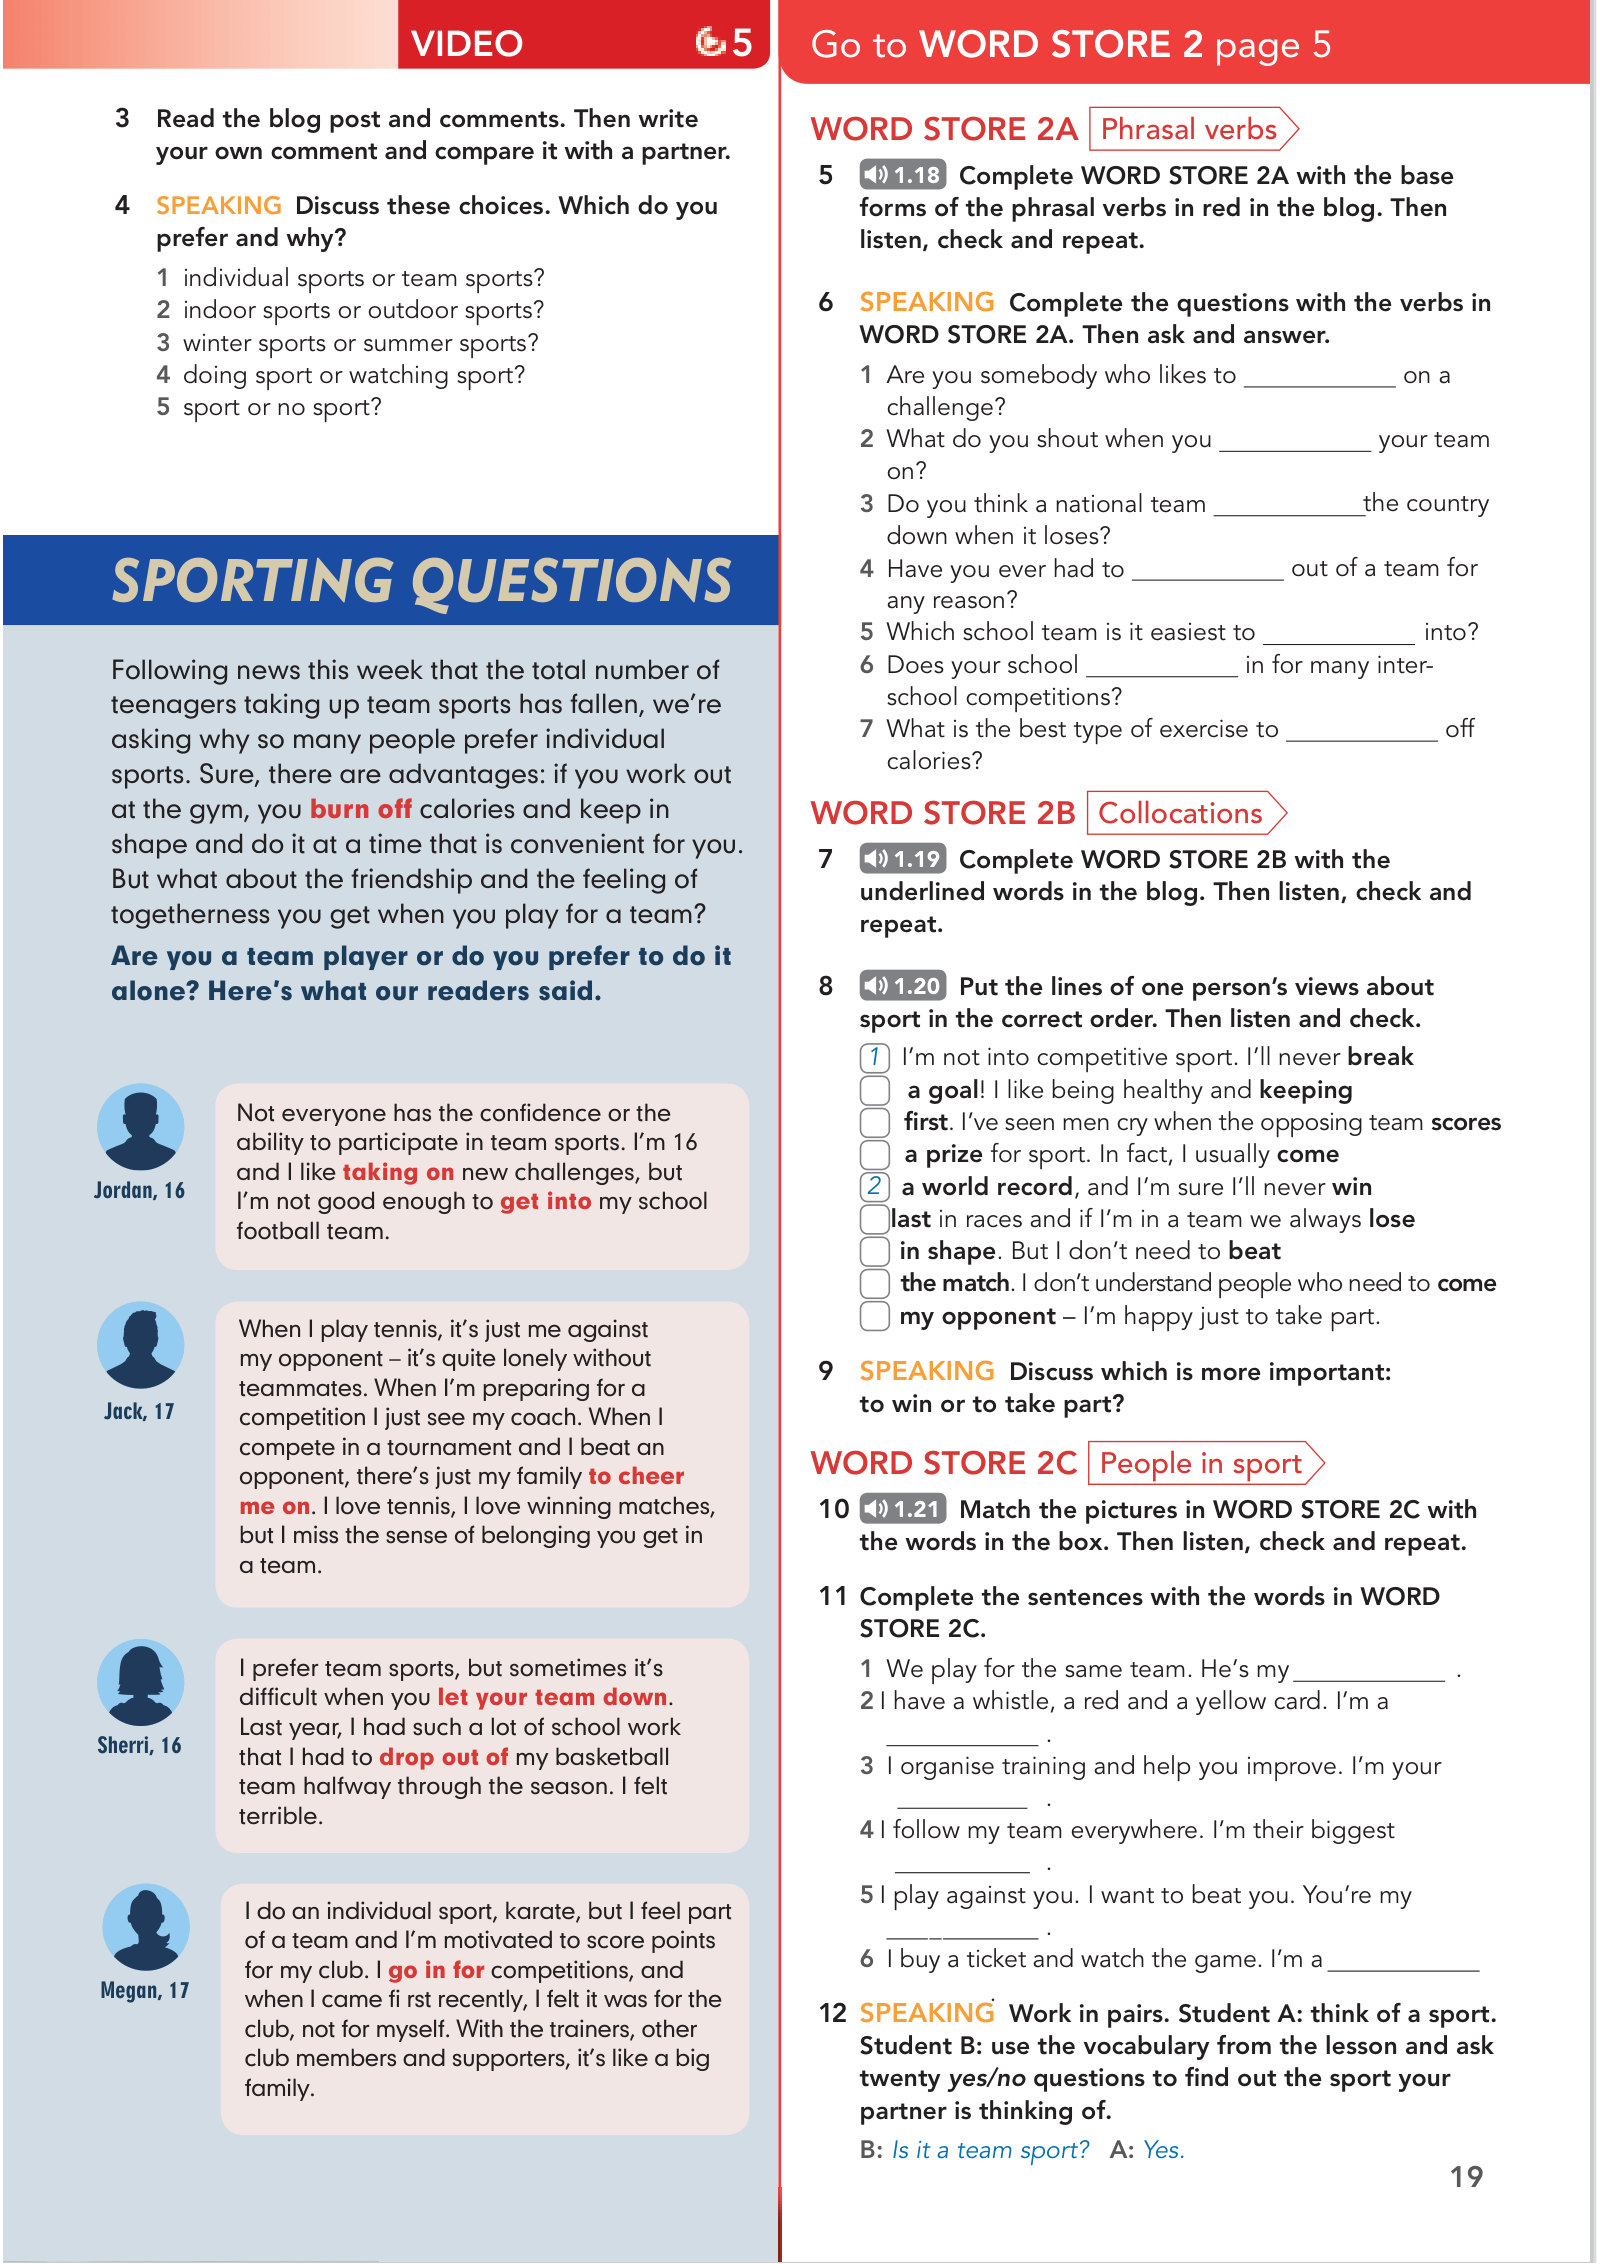 VIDEO 5
3 Read the blog post and comments. Then write
your own comment and compare it with a partner.
4 SPEAKING Discuss these choices. Which do you
prefer and why?
1 individual sports or team sports?
2 indoor sports or outdoor sports?
3 winter sports or summer sports?
4 doing sport or watching sport?
5 sport or no sport?
SPORTING QUESTIONS
Following news this week that the total number of
teenagers taking up team sports has fallen, we're
asking why so many people prefer individual
sports. Sure, there are advantages: if you work out
at the gym, you burn off calories and keep in
shape and do it at a time that is convenient for you.
But what about the friendship and the feeling of
togetherness you get when you play for a team?
Are you a team player or do you prefer to do it
alone? Here's what our readers said.
Jordan, 16
Not everyone has the confidence or the
ability to participate in team sports. I'm 16
and I like taking on new challenges, but
I'm not good enough to get into my school
football team.
Jack, 17
When I play tennis, it's just me against
my opponent – it's quite lonely without
teammates. When I'm preparing for a
competition I just see my coach. When I
compete in a tournament and I beat an
opponent, there's just my family to cheer
me on. I love tennis, I love winning matches,
but I miss the sense of belonging you get in
a team.
Sherri, 16
I prefer team sports, but sometimes it's
difficult when you let your team down.
Last year, I had such a lot of school work
that I had to drop out of my basketball
team halfway through the season. I felt
terrible.
Megan, 17
I do an individual sport, karate, but I feel part
of a team and I'm motivated to score points
for my club. I go in for competitions, and
when I came fi rst recently, I felt it was for the
club, not for myself. With the trainers, other
club members and supporters, it's like a big
family.
Go to WORD STORE 2 page 5
WORD STORE 2A Phrasal verbs
5 1.18 Complete WORD STORE 2A with the base
forms of the phrasal verbs in red in the blog. Then
listen, check and repeat.
6 SPEAKING Complete the questions with the verbs in
WORD STORE 2A. Then ask and answer.
1 Are you somebody who likes to ____________ on a
challenge?
2 What do you shout when you ____________ your team
on?
3 Do you think a national team ____________the country
down when it loses?
4 Have you ever had to ____________ out of a team for
any reason?
5 Which school team is it easiest to ____________ into?
6 Does your school ____________ in for many inter-
school competitions?
7 What is the best type of exercise to ____________ off
calories?
WORD STORE 2B Collocations
7 1.19 Complete WORD STORE 2B with the
underlined words in the blog. Then listen, check and
repeat.
8 1.20 Put the lines of one person's views about
sport in the correct order. Then listen and check.
1 I'm not into competitive sport. I'll never break
a goal! I like being healthy and keeping
first. I've seen men cry when the opposing team scores
a prize for sport. In fact, I usually come
2 a world record, and I'm sure I'll never win
last in races and if I'm in a team we always lose
in shape. But I don't need to beat
the match. I don't understand people who need to come
my opponent – I'm happy just to take part.
9 SPEAKING Discuss which is more important:
to win or to take part?
WORD STORE 2C People in sport
10 1.21 Match the pictures in WORD STORE 2C with
the words in the box. Then listen, check and repeat.
11 Complete the sentences with the words in WORD
STORE 2C.
1 We play for the same team. He's my____________ .
2 I have a whistle, a red and a yellow card. I'm a
____________ .
3 I organise training and help you improve. I'm your
__________ .
4 I follow my team everywhere. I'm their biggest
__________ .
5 I play against you. I want to beat you. You're my
____________ .
6 I buy a ticket and watch the game. I'm a ____________
.
12 SPEAKING Work in pairs. Student A: think of a sport.
Student B: use the vocabulary from the lesson and ask
twenty yes/no questions to find out the sport your
partner is thinking of.
B: Is it a team sport? A: Yes.
19